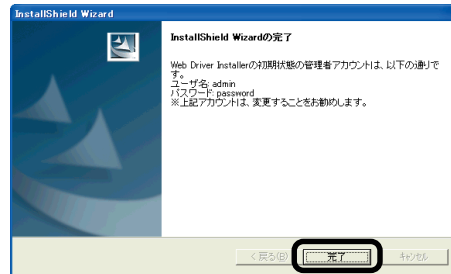 InstallShield Wizard
InstallShield Wizardの完了
Web Driver Installerの初期状態の管理者アカウントは、以下の通りで
す。
ユーザ名: admin
パスワード: password
※上記アカウントは、変更することをお勧めします。
< 戻る(B)
完了
キャンセル